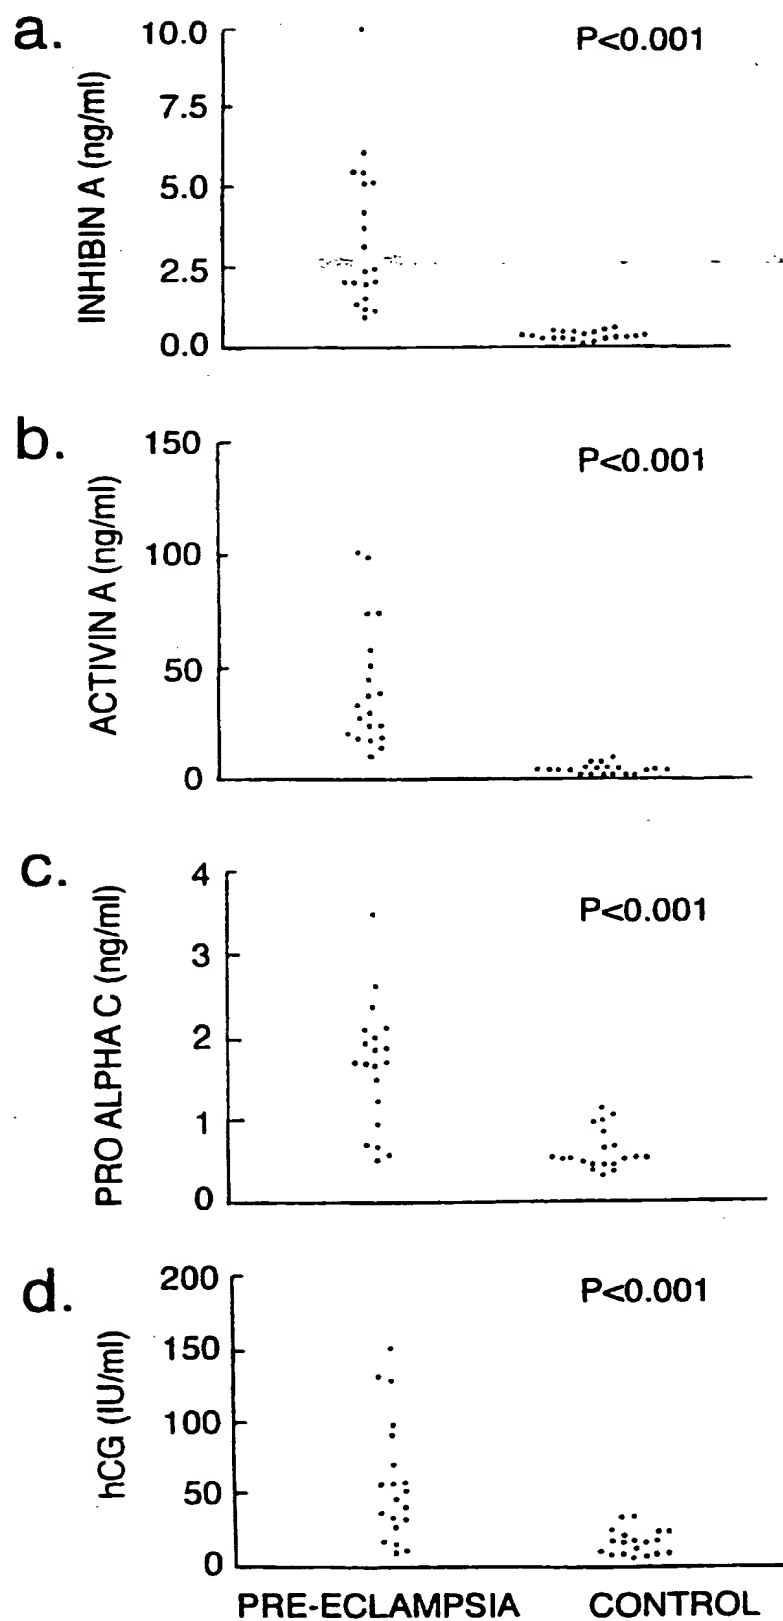 a.
INHIBIN A (ng/ml)
10.0
7.5
5.0
2.5
0.0
P<0.001
b.
ACTIVIN A (ng/ml)
150
100
50
0
P<0.001
c.
PRO ALPHA C (ng/ml)
4
3
2
1
0
P<0.001
d.
hCG (IU/ml)
200
150
100
50
0
P<0.001
PRE-ECLAMPSIA CONTROL